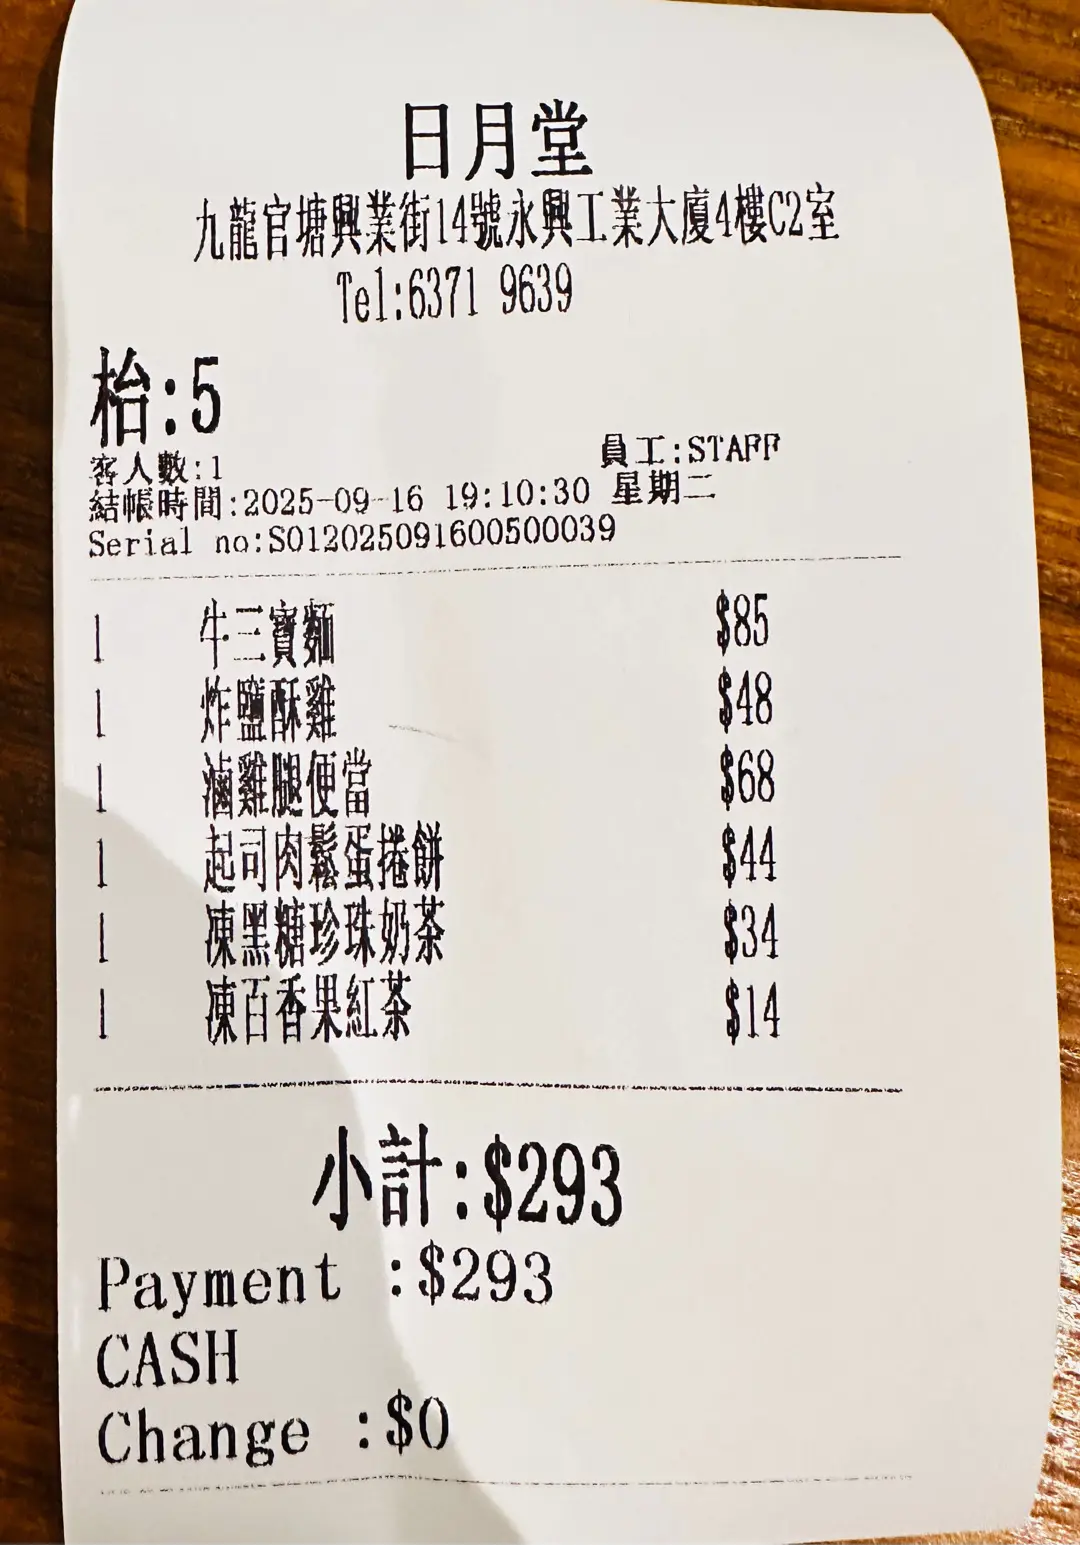 日月堂
九龍官塘興業街14號永興工業大廈4樓C2室
Tel:6371 9639
枱:5
客人數:1 員工:STAFF
結帳時間:2025-09-16 19:10:30 星期二
Serial no:S012025091600500039
1 牛三寶麵 $85
1 炸鹽酥雞 $48
1 滷雞腿便當 $68
1 起司肉鬆蛋捲餅 $44
1 凍黑糖珍珠奶茶 $34
1 凍百香果紅茶 $14
小計:$293
Payment :$293
CASH
Change :$0